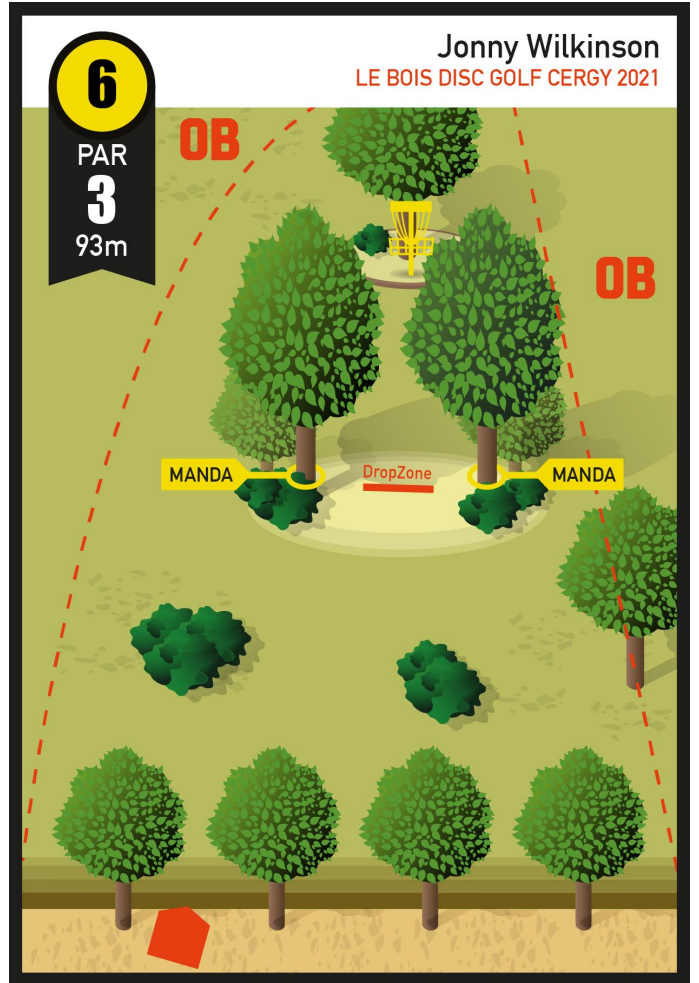 Jonny Wilkinson
LE BOIS DISC GOLF CERGY 2021
6
PAR
3
93m
OB
OB
MANDA
DropZone
MANDA